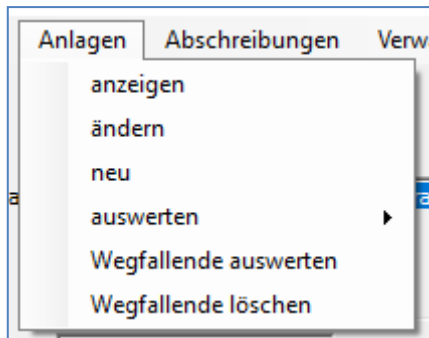 Anlagen Abschreibungen
anzeigen
ändern
neu
auswerten
Wegfallende auswerten
Wegfallende löschen